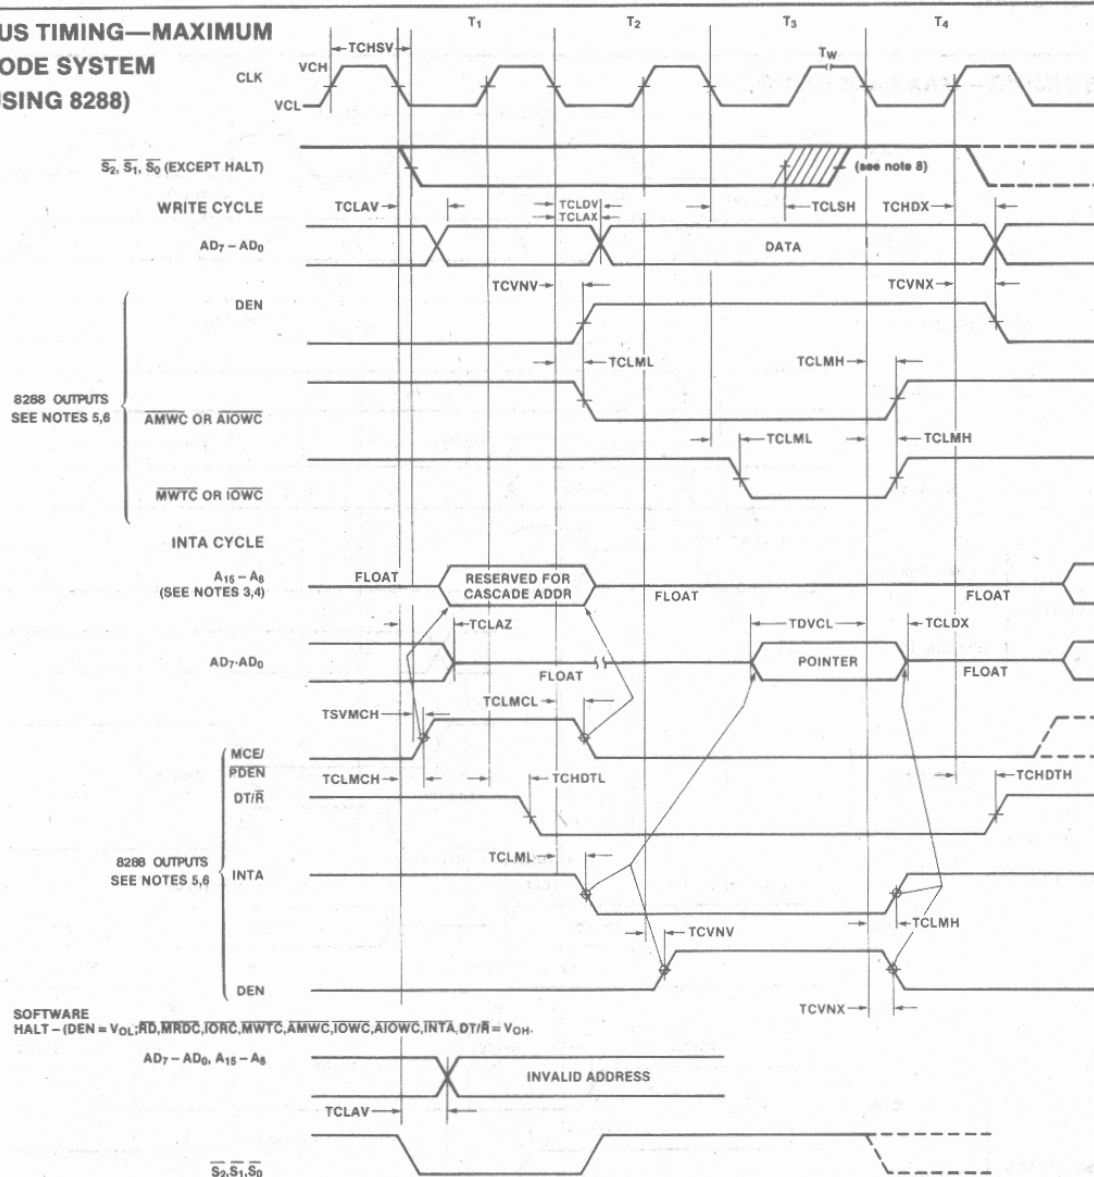 US TIMING—MAXIMUM
ODE SYSTEM
USING 8288)
T1
T2
T3
T4
TCHSV
TW
CLK
VCH
VCL
S2, S1, S0 (EXCEPT HALT)
(see note 8)
WRITE CYCLE
TCLAV
TCLDV
TCLAX
TCLSH
TCHDX
AD7 – AD0
DATA
TCVNV
TCVNX
DEN
TCLML
TCLMH
8288 OUTPUTS
SEE NOTES 5,6
AMWC OR AIOWC
TCLML
TCLMH
MWTC OR IOWC
INTA CYCLE
A15 – A8
(SEE NOTES 3,4)
FLOAT
RESERVED FOR
CASCADE ADDR
FLOAT
FLOAT
FLOAT
TCLAZ
TDVCL
TCLDX
AD7-AD0
FLOAT
POINTER
FLOAT
TCLMCL
TSVMCH
MCE/
PDEN
TCLMCH
TCHDTL
TCHDTH
DT/R
TCLML
8288 OUTPUTS
SEE NOTES 5,6
INTA
TCLMH
TCVNV
DEN
TCVNX
SOFTWARE
HALT – (DEN = VOL; RD, MRDC, IORC, MWTC, AMWC, IOWC, AIOWC, INTA, DT/R = VOH.
AD7 – AD0, A15 – A8
INVALID ADDRESS
TCLAV
S2, S1, S0